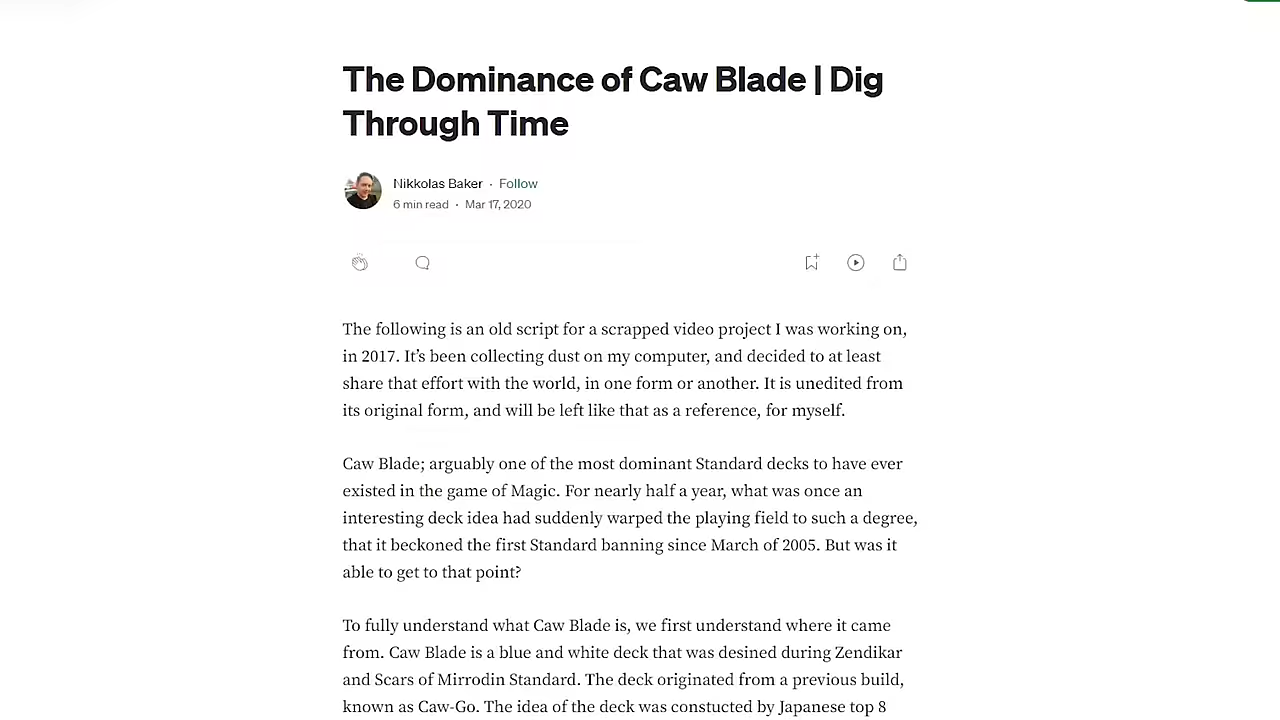 The Dominance of Caw Blade | Dig
Through Time
Nikkolas Baker · Follow
6 min read · Mar 17, 2020
The following is an old script for a scrapped video project I was working on,
in 2017. It’s been collecting dust on my computer, and decided to at least
share that effort with the world, in one form or another. It is unedited from
its original form, and will be left like that as a reference, for myself.
Caw Blade; arguably one of the most dominant Standard decks to have ever
existed in the game of Magic. For nearly half a year, what was once an
interesting deck idea had suddenly warped the playing field to such a degree,
that it beckoned the first Standard banning since March of 2005. But was it
able to get to that point?
To fully understand what Caw Blade is, we first understand where it came
from. Caw Blade is a blue and white deck that was desined during Zendikar
and Scars of Mirrodin Standard. The deck originated from a previous build,
known as Caw-Go. The idea of the deck was constucted by Japanese top 8